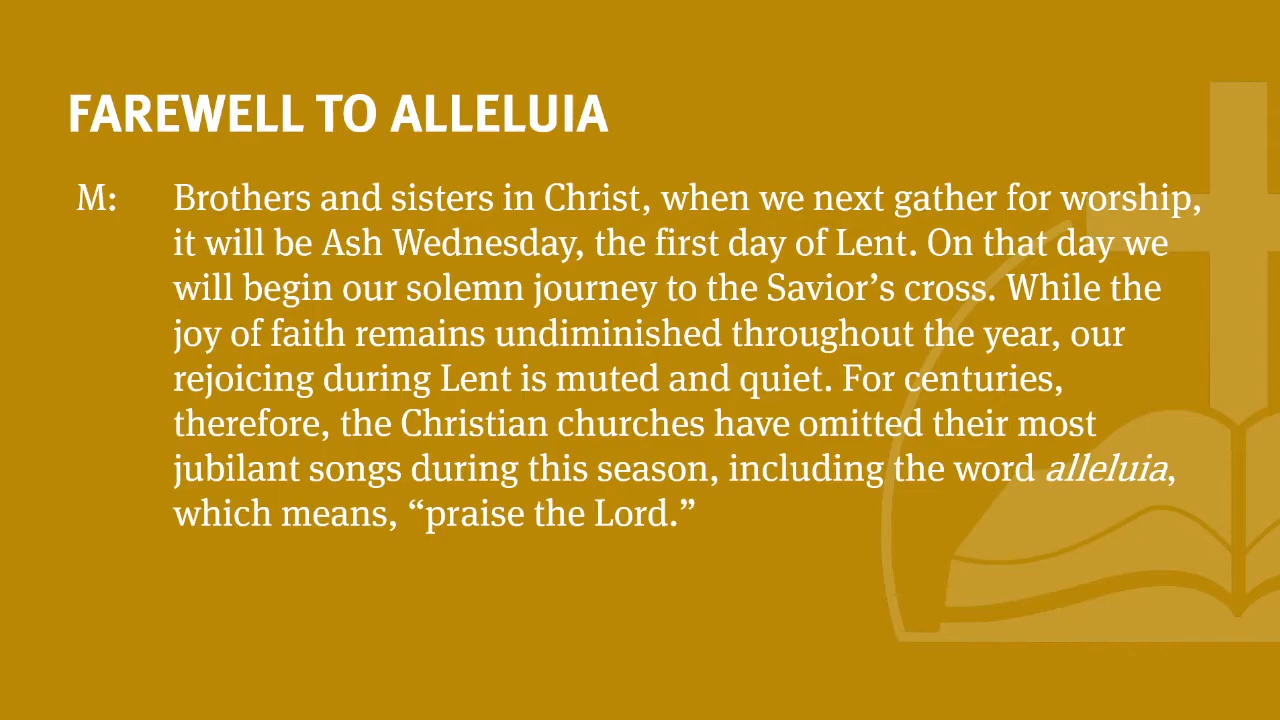 FAREWELL TO ALLELUIA
M: Brothers and sisters in Christ, when we next gather for worship,
it will be Ash Wednesday, the first day of Lent. On that day we
will begin our solemn journey to the Savior’s cross. While the
joy of faith remains undiminished throughout the year, our
rejoicing during Lent is muted and quiet. For centuries,
therefore, the Christian churches have omitted their most
jubilant songs during this season, including the word alleluia,
which means, “praise the Lord.”